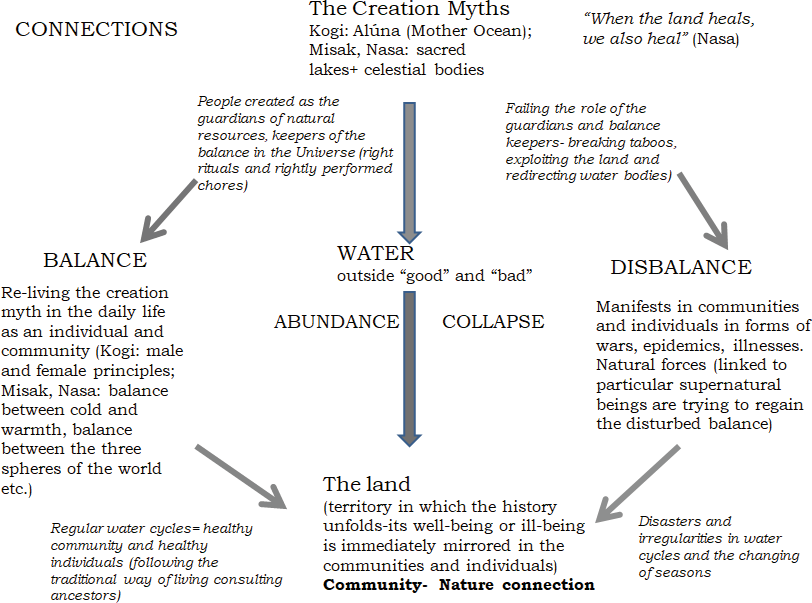 CONNECTIONS
The Creation Myths
Kogi: Alúna (Mother Ocean);
Misak, Nasa: sacred
lakes+ celestial bodies
“When the land heals,
we also heal” (Nasa)
People created as the
guardians of natural
resources, keepers of the
balance in the Universe (right
rituals and rightly performed
chores)
Failing the role of the
guardians and balance
keepers- breaking taboos,
exploiting the land and
redirecting water bodies)
BALANCE
Re-living the creation
myth in the daily life
as an individual and
community (Kogi: male
and female principles;
Misak, Nasa: balance
between cold and
warmth, balance
between the three
spheres of the world
etc.)
WATER
outside “good” and “bad”
ABUNDANCE
COLLAPSE
DISBALANCE
Manifests in communities
and individuals in forms of
wars, epidemics, illnesses.
Natural forces (linked to
particular supernatural
beings are trying to regain
the disturbed balance)
Regular water cycles= healthy
community and healthy
individuals (following the
traditional way of living consulting
ancestors)
The land
(territory in which the history
unfolds-its well-being or ill-being
is immediately mirrored in the
communities and individuals)
Community- Nature connection
Disasters and
irregularities in water
cycles and the changing
of seasons